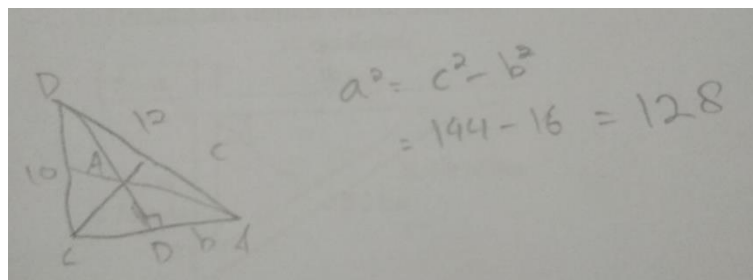 a² = c² - b²
= 144 - 16 = 128
D
12
C
10
A
C
D
b
A